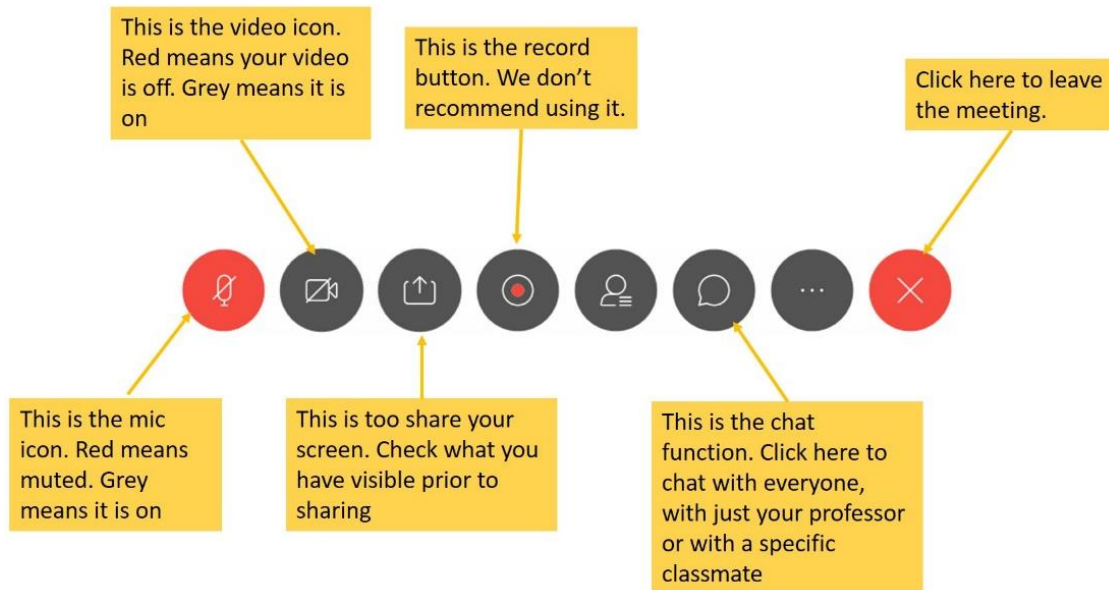 This is the video icon.
Red means your video
is off. Grey means it is
on
This is the record
button. We don’t
recommend using it.
Click here to leave
the meeting.
This is the mic
icon. Red means
muted. Grey
means it is on
This is too share your
screen. Check what you
have visible prior to
sharing
This is the chat
function. Click here to
chat with everyone,
with just your professor
or with a specific
classmate